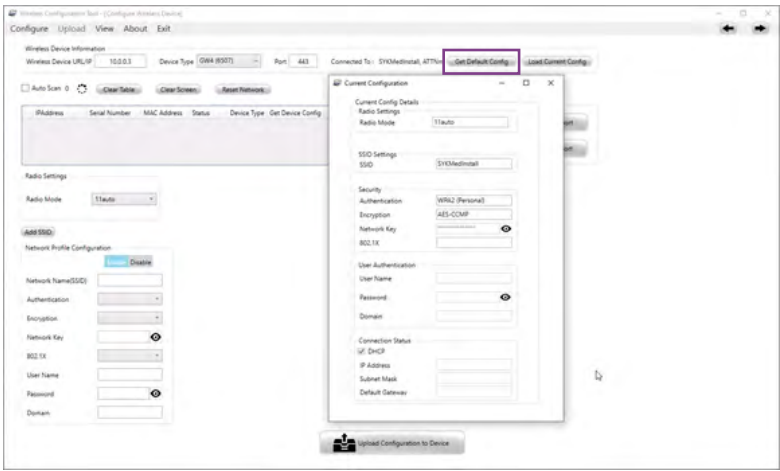 Wireless Configuration Tool - [Configure Wireless Device]
Configure Upload View About Exit
Wireless Device Information
Wireless Device URL/IP 10.0.0.3 Device Type GWA (6507) Port 443 Connected To : SYKMedInstall, Get Default Config Load Current Config
Auto Scan 0 Clear Table Clear Screen Reset Network
IPAddress Serial Number MAC Address Status Device Type Get Device Config
Current Configuration
Current Config Details
Radio Settings
Radio Mode 11auto
SSID Settings
SSID SYKMedInstall
Security
Authentication WPA2 (Personal)
Encryption AES-CCMP
Network Key
802.1X
User Authentication
User Name
Password
Domain
Connection Status
DHCP
IP Address
Subnet Mask
Default Gateway
Radio Settings
Radio Mode 11auto
Add SSID
Network Profile Configuration
Enable Disable
Network Name(SSID)
Authentication
Encryption
Network Key
802.1X
User Name
Password
Domain
Upload Configuration to Device